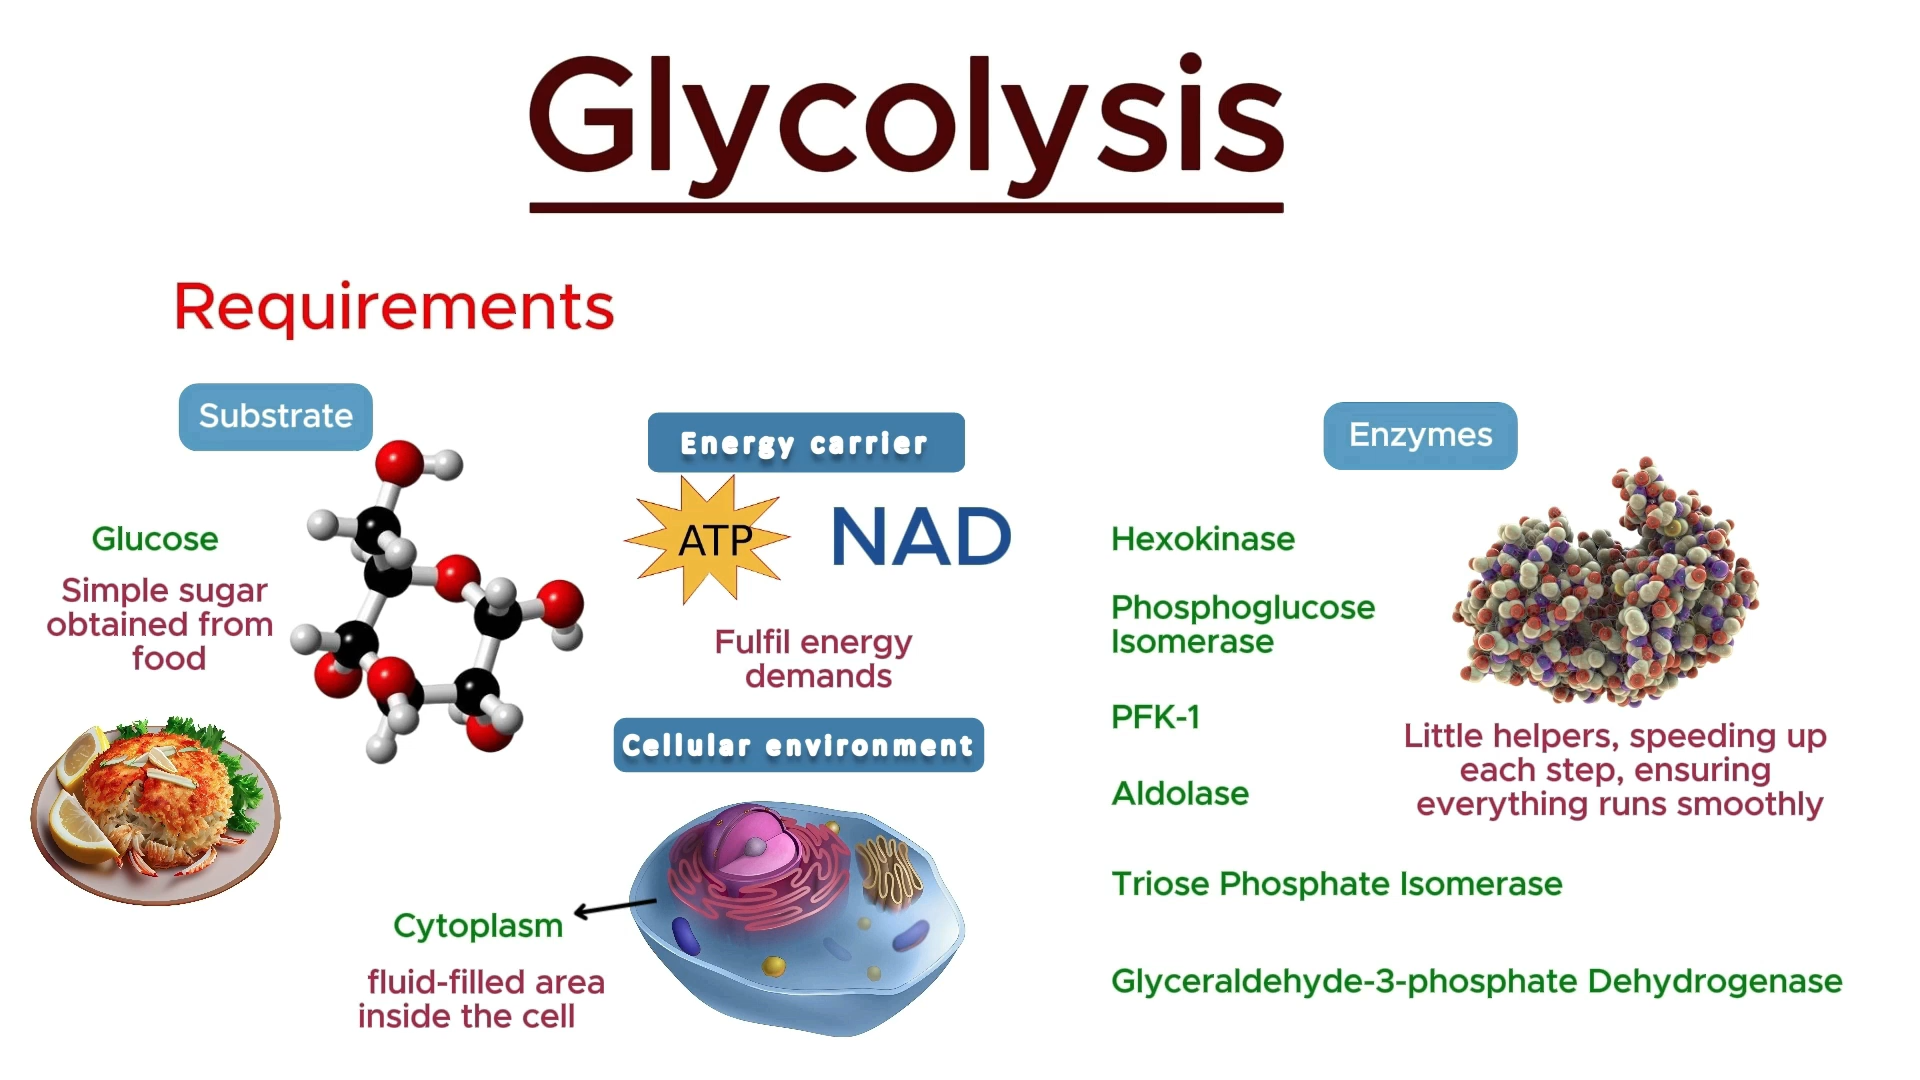 Glycolysis
Requirements
Substrate
Glucose
Simple sugar
obtained from
food
Energy carrier
ATP
NAD
Fulfil energy
demands
Cellular environment
Cytoplasm
fluid-filled area
inside the cell
Enzymes
Hexokinase
Phosphoglucose
Isomerase
PFK-1
Aldolase
Triose Phosphate Isomerase
Glyceraldehyde-3-phosphate Dehydrogenase
Little helpers, speeding up
each step, ensuring
everything runs smoothly